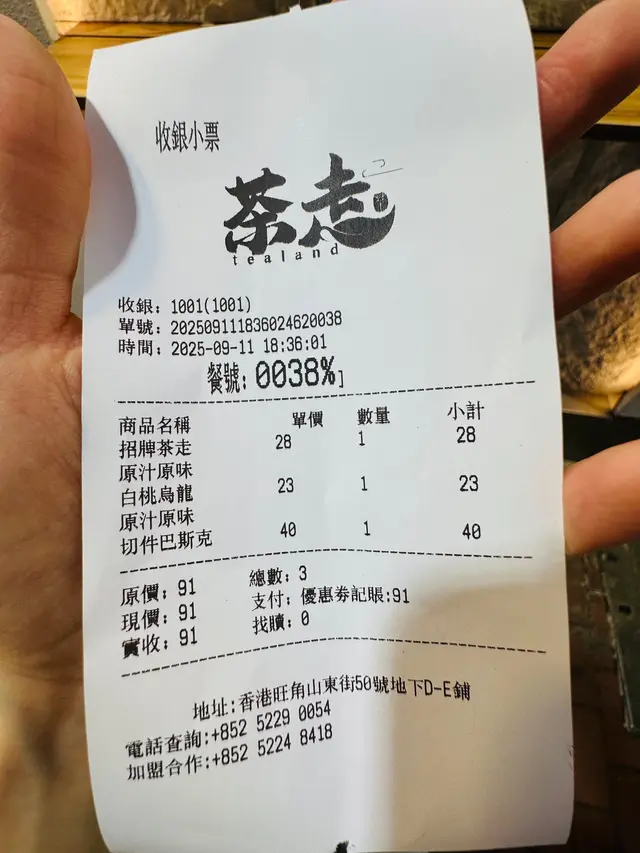 收銀小票
茶走
tealand
收銀: 1001(1001)
單號: 202509111836024620038
時間: 2025-09-11 18:36:01
餐號: 0038%]
商品名稱 單價 數量 小計
招牌茶走 28 1 28
原汁原味
白桃烏龍 23 1 23
原汁原味
切件巴斯克 40 1 40
原價: 91 總數: 3
現價: 91 支付: 優惠券記賬:91
實收: 91 找贖: 0
地址:香港旺角山東街50號地下D-E鋪
電話查詢:+852 5229 0054
加盟合作:+852 5224 8418